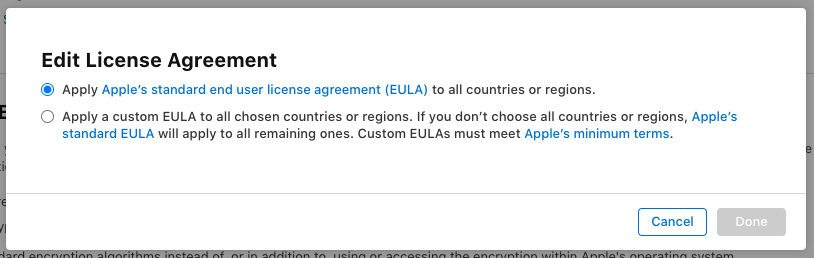 Edit License Agreement
Apply Apple’s standard end user license agreement (EULA) to all countries or regions.
Apply a custom EULA to all chosen countries or regions. If you don’t choose all countries or regions, Apple’s
standard EULA will apply to all remaining ones. Custom EULAs must meet Apple’s minimum terms.
Cancel
Done
encryption algorithms instead of, or in addition to, using or accessing the encryption within Apple's operating system